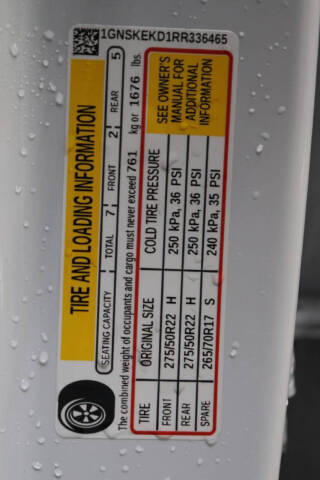 1GNSKEKD1RR336465
TIRE AND LOADING INFORMATION
SEATING CAPACITY TOTAL 7 FRONT 2 REAR 5
The combined weight of occupants and cargo must never exceed 761 kg or 1676 lbs.
TIRE ORIGINAL SIZE COLD TIRE PRESSURE
FRONT 275/50R22 H 250 kPa, 36 PSI
REAR 275/50R22 H 250 kPa, 36 PSI
SPARE 265/70R17 S 240 kPa, 35 PSI
SEE OWNER'S
MANUAL FOR
ADDITIONAL
INFORMATION